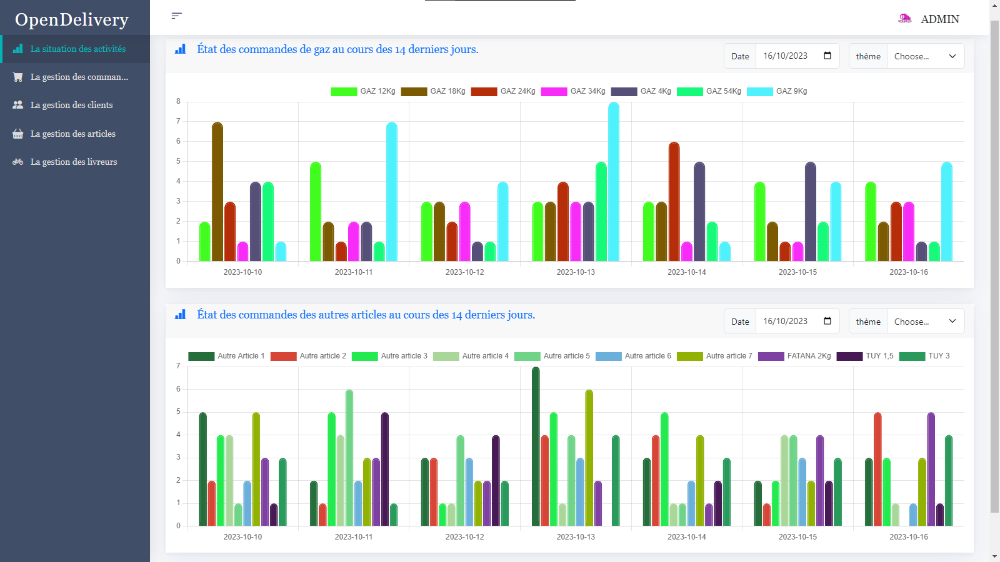 OpenDelivery
ADMIN
La situation des activités
La gestion des comman...
La gestion des clients
La gestion des articles
La gestion des livreurs
État des commandes de gaz au cours des 14 derniers jours.
Date 16/10/2023 thème Choose...
GAZ 12Kg GAZ 18Kg GAZ 24Kg GAZ 34Kg GAZ 4Kg GAZ 54Kg GAZ 9Kg
8
7
6
5
4
3
2
1
0
2023-10-10 2023-10-11 2023-10-12 2023-10-13 2023-10-14 2023-10-15 2023-10-16
État des commandes des autres articles au cours des 14 derniers jours.
Date 16/10/2023 thème Choose...
Autre Article 1 Autre article 2 Autre article 3 Autre article 4 Autre article 5 Autre article 6 Autre article 7 FATANA 2Kg TUY 1,5 TUY 3
7
6
5
4
3
2
1
0
2023-10-10 2023-10-11 2023-10-12 2023-10-13 2023-10-14 2023-10-15 2023-10-16